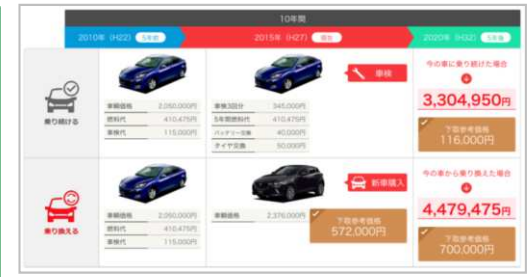 10年間
2010年 (H22) 5年前
2015年 (H27) 現在
2020年 (H32) 5年後
乗り続ける
車輌価格 2,050,000円
燃料代 410,475円
車検代 115,000円
車検3回分 345,000円
5年間燃料代 410,475円
バッテリー交換 40,000円
タイヤ交換 50,000円
車検
今の車に乗り続けた場合
3,304,950円
下取参考価格
116,000円
乗り換える
車輌価格 2,050,000円
燃料代 410,475円
車検代 115,000円
車輌価格 2,376,000円
新車購入
下取参考価格
572,000円
今の車から乗り換えた場合
4,479,475円
下取参考価格
700,000円